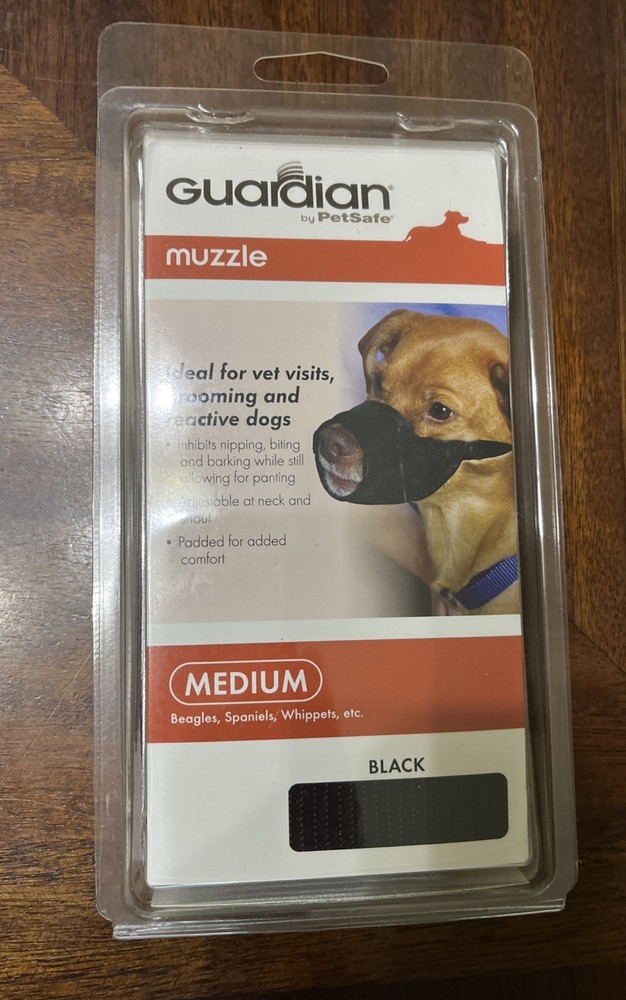 Guardian®
by PetSafe®
muzzle
Ideal for vet visits,
grooming and
reactive dogs
• Inhibits nipping, biting
and barking while still
allowing for panting
• Adjustable at neck and
snout
• Padded for added
comfort
MEDIUM
Beagles, Spaniels, Whippets, etc.
BLACK